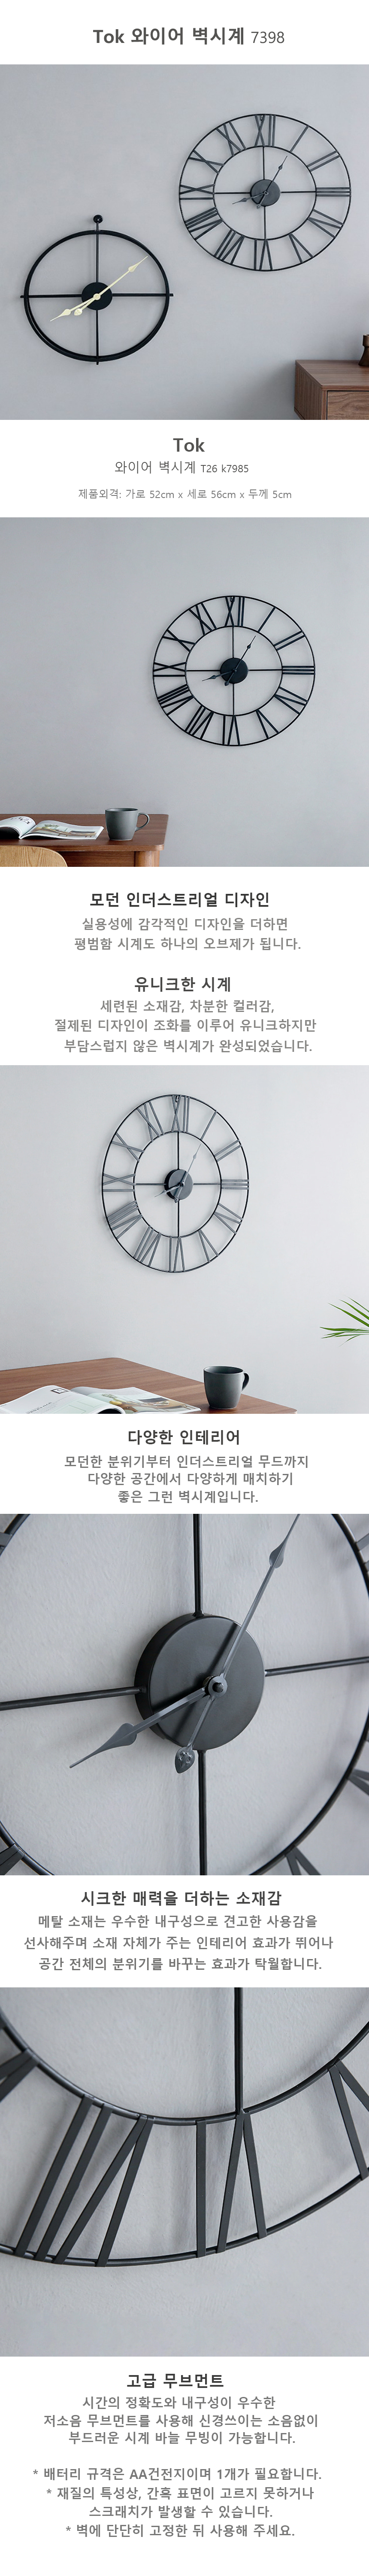 Tok 와이어 벽시계 7398
Tok
와이어 벽시계 T26 k7985
제품외격: 가로 52cm x 세로 56cm x 두께 5cm
모던 인더스트리얼 디자인
실용성에 감각적인 디자인을 더하면
평범함 시계도 하나의 오브제가 됩니다.
유니크한 시계
세련된 소재감, 차분한 컬러감,
절제된 디자인이 조화를 이루어 유니크하지만
부담스럽지 않은 벽시계가 완성되었습니다.
다양한 인테리어
모던한 분위기부터 인더스트리얼 무드까지
다양한 공간에서 다양하게 매치하기
좋은 그런 벽시계입니다.
시크한 매력을 더하는 소재감
메탈 소재는 우수한 내구성으로 견고한 사용감을
선사해주며 소재 자체가 주는 인테리어 효과가 뛰어나
공간 전체의 분위기를 바꾸는 효과가 탁월합니다.
고급 무브먼트
시간의 정확도와 내구성이 우수한
저소음 무브먼트를 사용해 신경쓰이는 소음없이
부드러운 시계 바늘 무빙이 가능합니다.
* 배터리 규격은 AA건전지이며 1개가 필요합니다.
* 재질의 특성상, 간혹 표면이 고르지 못하거나
스크래치가 발생할 수 있습니다.
* 벽에 단단히 고정한 뒤 사용해 주세요.